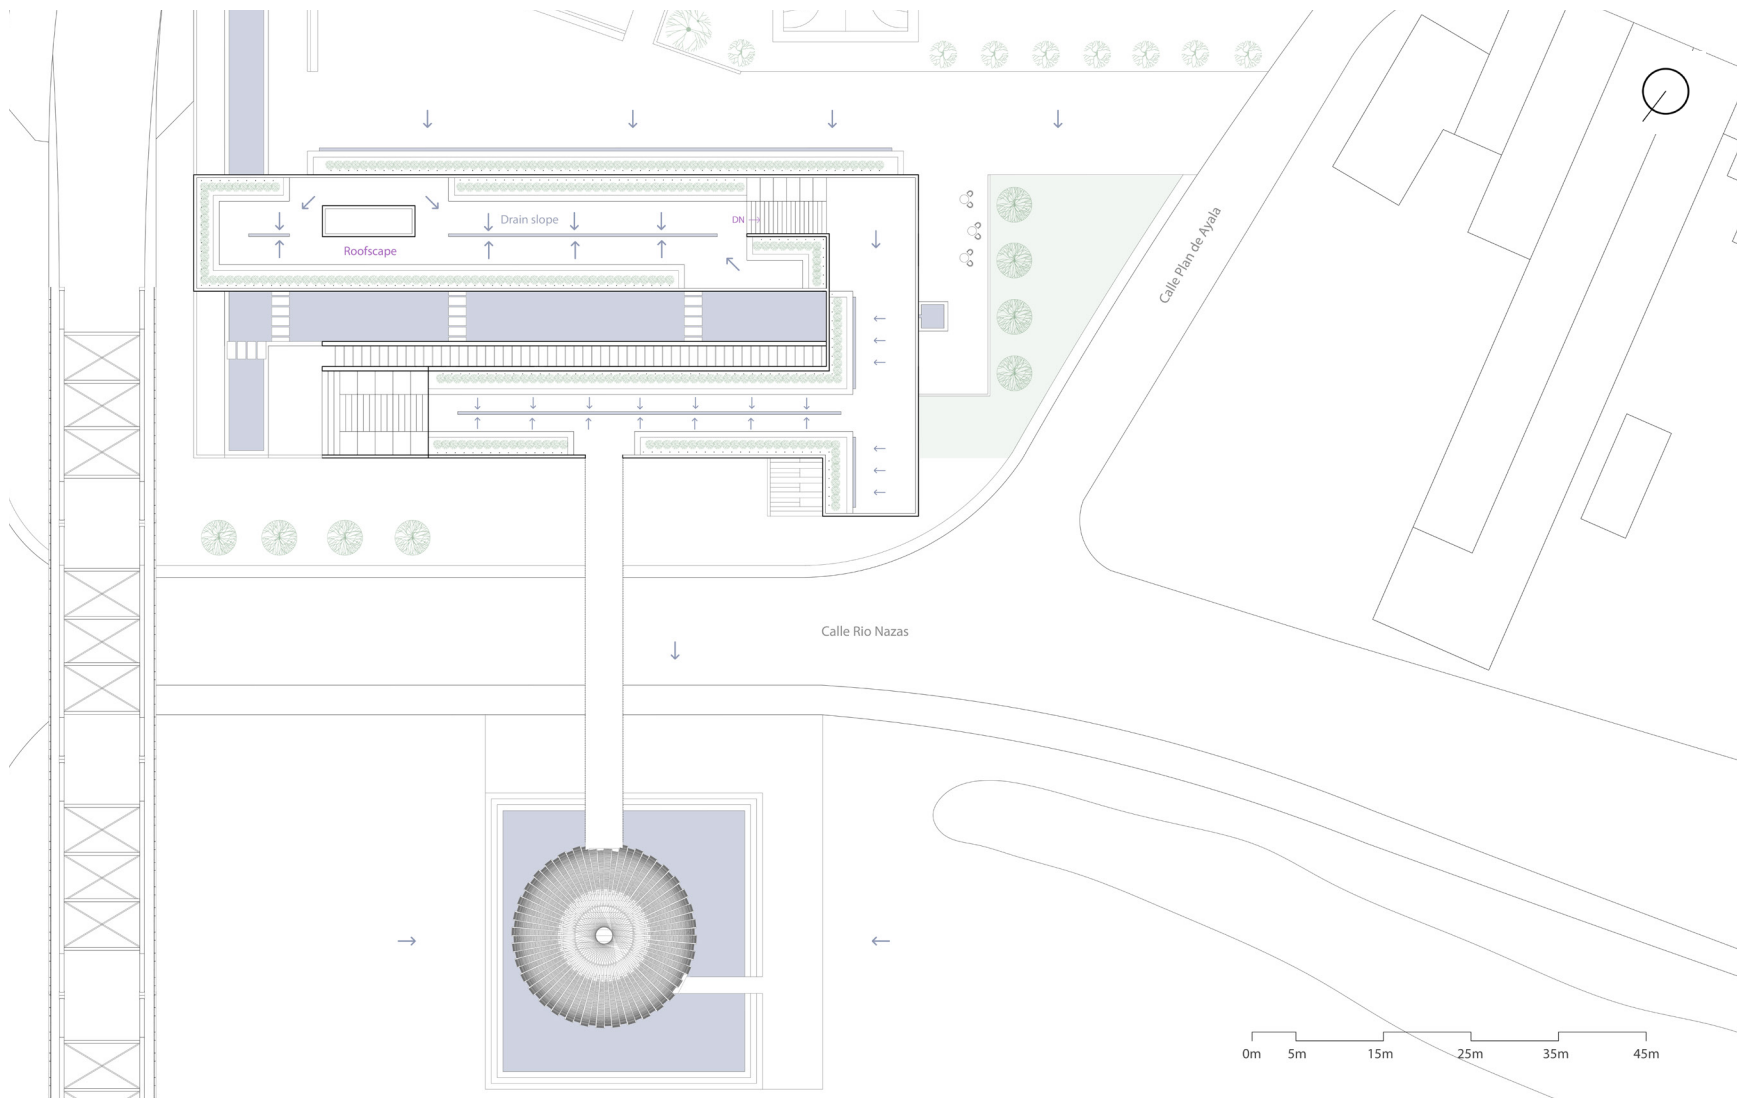 Drain slope
DN
Roofscape
Calle Plan de Ayala
Calle Rio Nazas
0m 5m 15m 25m 35m 45m